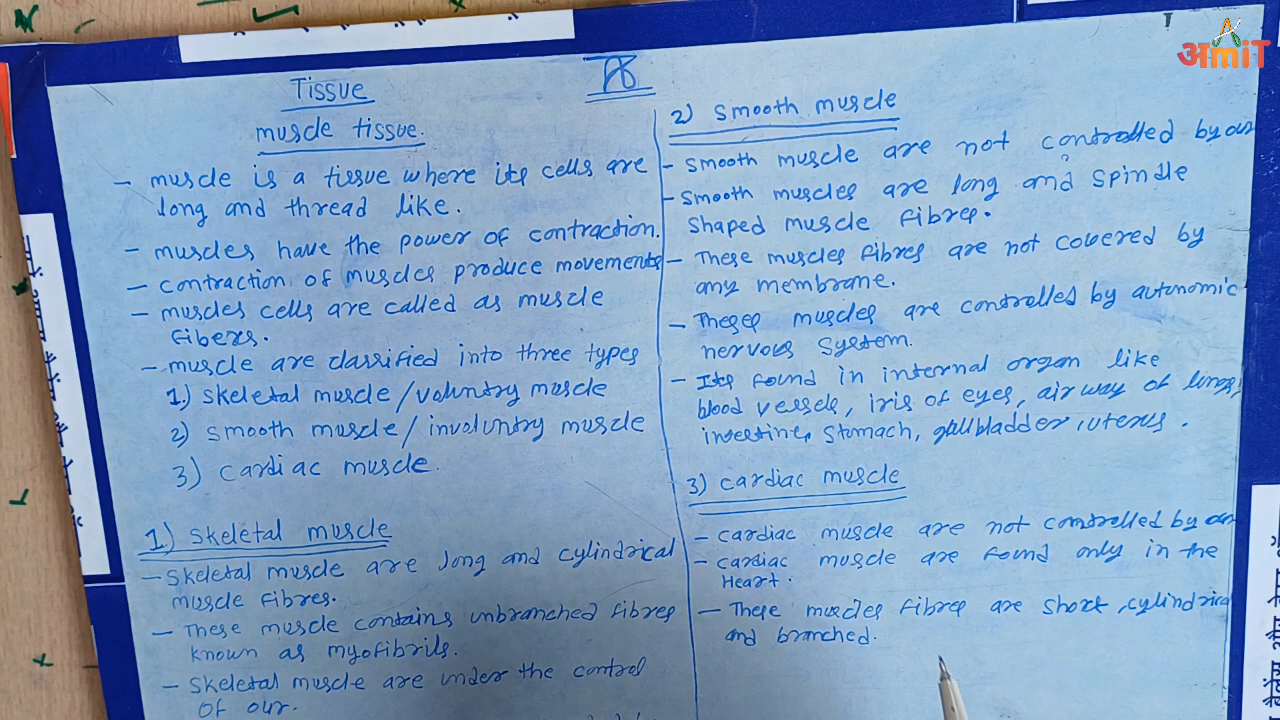 Tissue
muscle tissue.
- muscle is a tissue where its cells are
long and thread like.
- muscles have the power of contraction.
- contraction of muscles produce movements
- muscles cells are called as muscle
fibers.
- muscle are classified into three types
1) skeletal muscle/voluntry muscle
2) smooth muscle/involuntry muscle
3) cardiac muscle.
1) skeletal muscle
- skeletal muscle are long and cylindrical
muscle fibres.
- These muscle contains unbranched fibres
known as myofibrils.
- skeletal muscle are under the control
of our.
2) smooth muscle
- smooth muscle are not controlled by our
- smooth muscles are long and spindle
shaped muscle fibres.
- These muscles fibres are not covered by
any membrane.
- Theses muscles are controlled by autonomic
nervous system.
- Its found in internal organ like
blood vessels, iris of eyes, airway of lungs,
intestine, stomach, gallbladder, uterus.
3) cardiac muscle
- cardiac muscle are not controlled by our
- cardiac muscle are found only in the
Heart.
- These muscles fibres are short, cylindrical
and branched.
अmiT